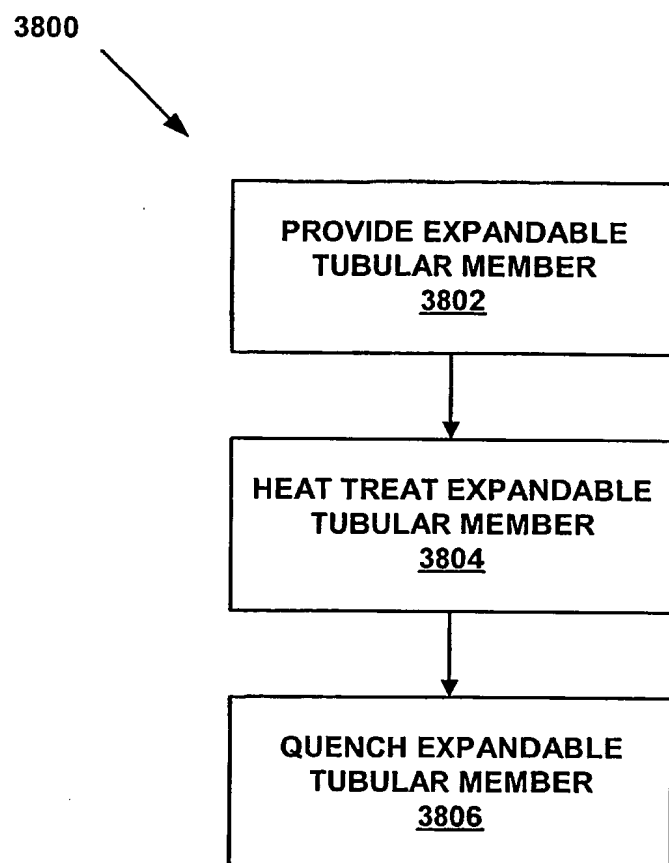 3800
PROVIDE EXPANDABLE
TUBULAR MEMBER
3802
HEAT TREAT EXPANDABLE
TUBULAR MEMBER
3804
QUENCH EXPANDABLE
TUBULAR MEMBER
3806